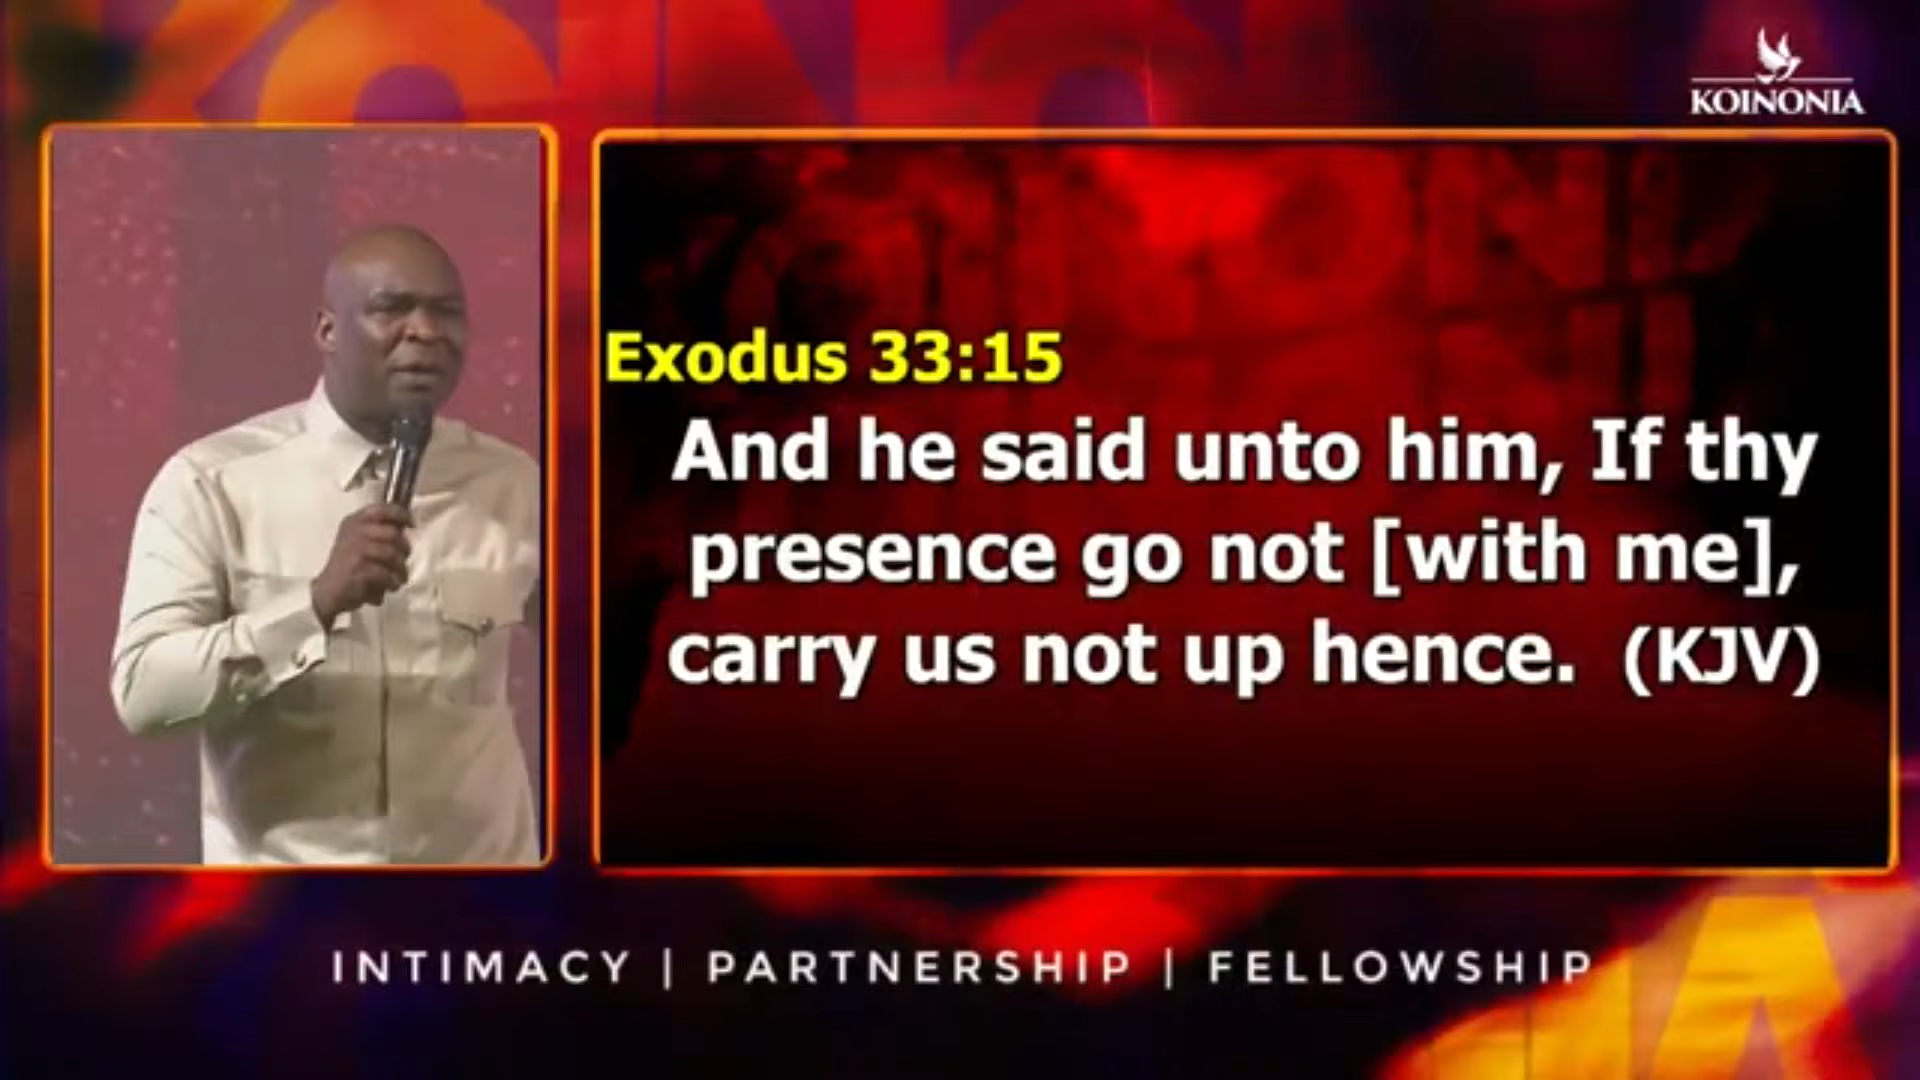 KOINONIA
Exodus 33:15
And he said unto him, If thy
presence go not [with me],
carry us not up hence. (KJV)
INTIMACY | PARTNERSHIP | FELLOWSHIP